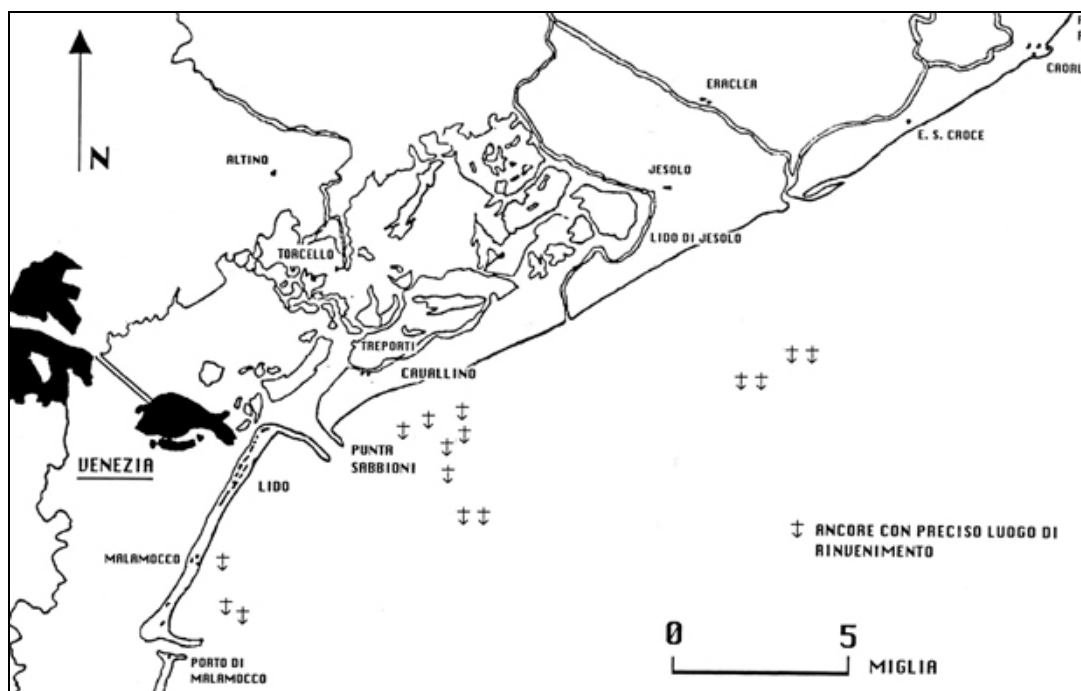 CAORL
ERACLEA
E. S. CROCE
N
ALTINO
JESOLO
LIDO DI JESOLO
TORCELLO
TREPORTI
CAVALLINO
PUNTA
SABBIONI
VENEZIA
LIDO
MALAMOCCO
ANCORE CON PRECISO LUOGO DI
RINVENIMENTO
0 5
MIGLIA
PORTO DI
MALAMOCCO